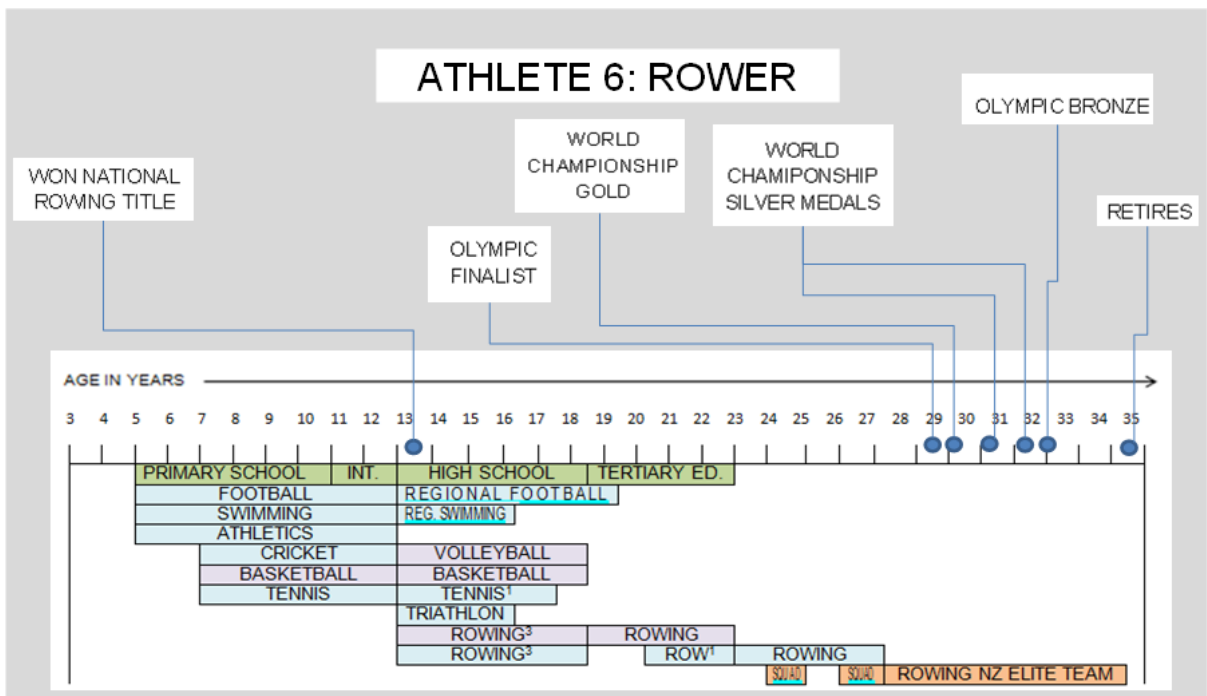 ATHLETE 6: ROWER
OLYMPIC BRONZE
WORLD
CHAMPIONSHIP
GOLD
WORLD
CHAMIPONSHIP
SILVER MEDALS
WON NATIONAL
ROWING TITLE
RETIRES
OLYMPIC
FINALIST
AGE IN YEARS
3 4 5 6 7 8 9 10 11 12 13 14 15 16 17 18 19 20 21 22 23 24 25 26 27 28 29 30 31 32 33 34 35
PRIMARY SCHOOL INT. HIGH SCHOOL TERTIARY ED.
FOOTBALL REGIONAL FOOTBALL
SWIMMING REG. SWIMMING
ATHLETICS
CRICKET VOLLEYBALL
BASKETBALL BASKETBALL
TENNIS TENNIS¹
TRIATHLON
ROWING³ ROWING
ROWING³ ROW¹ ROWING
SQUAD SQUAD ROWING NZ ELITE TEAM